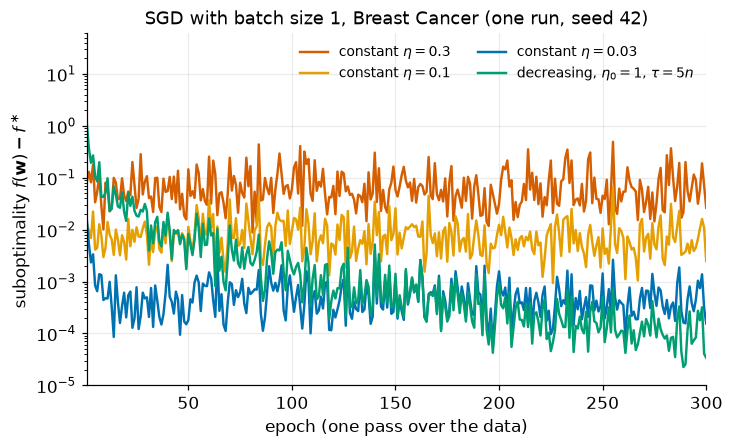 SGD with batch size 1, Breast Cancer (one run, seed 42)
constant η = 0.3
constant η = 0.1
constant η = 0.03
decreasing, η₀ = 1, τ = 5n
suboptimality f(w) − f*
10¹
10⁰
10⁻¹
10⁻²
10⁻³
10⁻⁴
10⁻⁵
50 100 150 200 250 300
epoch (one pass over the data)